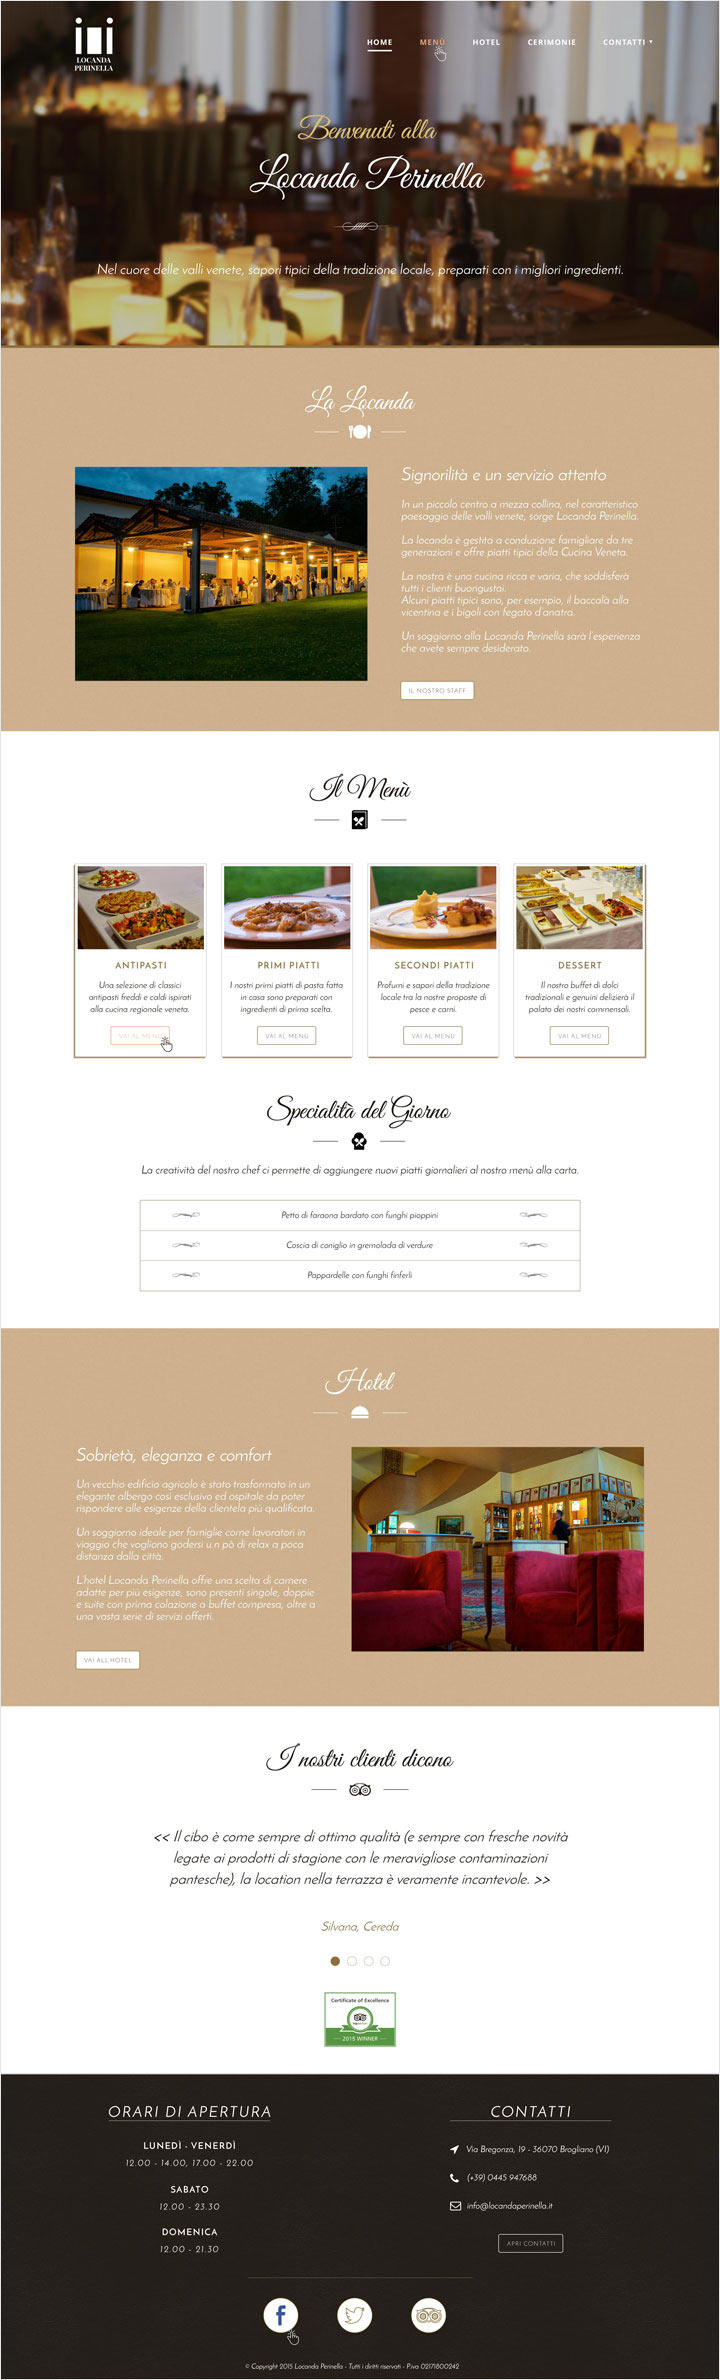 LOCANDA
PERINELLA
HOME MENÙ HOTEL CERIMONIE CONTATTI
Benvenuti alla
Locanda Perinella
Nel cuore delle valli venete, sapori tipici della tradizione locale, preparati con i migliori ingredienti.
La Locanda
Signorilità e un servizio attento
In un piccolo centro a mezza collina, nel caratteristico
paesaggio delle valli venete, sorge Locanda Perinella.
La locanda è gestita a conduzione famigliare da tre
generazioni e offre piatti tipici della Cucina Veneta.
La nostra è una cucina ricca e varia, che soddisferà
tutti i clienti buongustai.
Alcuni piatti tipici sono, per esempio, il baccalà alla
vicentina e i bigoli con fegato d'anatra.
Un soggiorno alla Locanda Perinella sarà l'esperienza
che avete sempre desiderato.
IL NOSTRO STAFF
Il Menù
ANTIPASTI
Una selezione di classici
antipasti freddi e caldi ispirati
alla cucina regionale veneta.
VAI AL MENÙ
PRIMI PIATTI
I nostri primi piatti di pasta fatta
in casa sono preparati con
ingredienti di prima scelta.
VAI AL MENÙ
SECONDI PIATTI
Profumi e sapori della tradizione
locale tra la nostre proposte di
pesce e carni.
VAI AL MENÙ
DESSERT
Il nostro buffet di dolci
tradizionali e genuini delizierà il
palato dei nostri commensali.
VAI AL MENÙ
Specialità del Giorno
La creatività del nostro chef ci permette di aggiungere nuovi piatti giornalieri al nostro menù alla carta.
Petto di faraona bardato con funghi pioppini
Coscia di coniglio in gremolada di verdure
Pappardelle con funghi finferli
Hotel
Sobrietà, eleganza e comfort
Un vecchio edificio agricolo è stato trasformato in un
elegante albergo così esclusivo ed ospitale da poter
rispondere alle esigenze della clientela più qualificata.
Un soggiorno ideale per famiglie come lavoratori in
viaggio che vogliono godersi u.n pò di relax a poca
distanza dalla città.
L'hotel Locanda Perinella offre una scelta di camere
adatte per più esigenze, sono presenti singole, doppie
e suite con prima colazione a buffet compresa, oltre a
una vasta serie di servizi offerti.
VAI ALL'HOTEL
I nostri clienti dicono
<< Il cibo è come sempre di ottimo qualità (e sempre con fresche novità
legate ai prodotti di stagione con le meravigliose contaminazioni
pantesche), la location nella terrazza è veramente incantevole. >>
Silvana, Cereda
Certificate of Excellence
2015 WINNER
ORARI DI APERTURA
LUNEDÌ - VENERDÌ
12.00 - 14.00, 17.00 - 22.00
SABATO
12.00 - 23.30
DOMENICA
12.00 - 21.30
CONTATTI
Via Bregonza, 19 - 36070 Brogliano (VI)
(+39) 0445 947688
info@locandaperinella.it
APRI CONTATTI
© Copyright 2015 Locanda Perinella - Tutti i diritti riservati - P.iva 02171800242